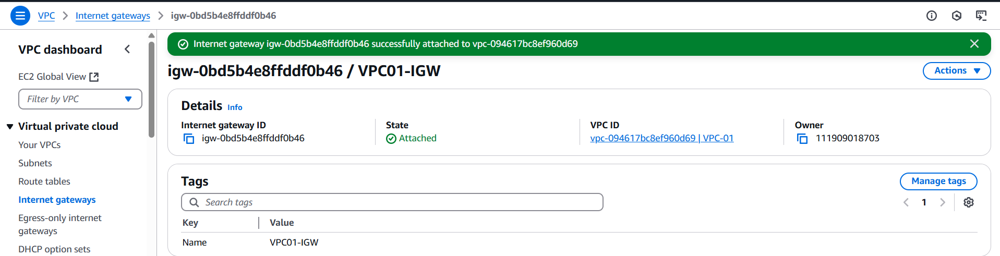 VPC > Internet gateways > igw-0bd5b4e8ffddf0b46
VPC dashboard
EC2 Global View
Filter by VPC
Virtual private cloud
Your VPCs
Subnets
Route tables
Internet gateways
Egress-only internet
gateways
DHCP option sets
Internet gateway igw-0bd5b4e8ffddf0b46 successfully attached to vpc-094617bc8ef960d69
igw-0bd5b4e8ffddf0b46 / VPC01-IGW
Actions
Details Info
Internet gateway ID
igw-0bd5b4e8ffddf0b46
State
Attached
VPC ID
vpc-094617bc8ef960d69 | VPC-01
Owner
111909018703
Tags
Manage tags
Search tags
1
Key Value
Name VPC01-IGW